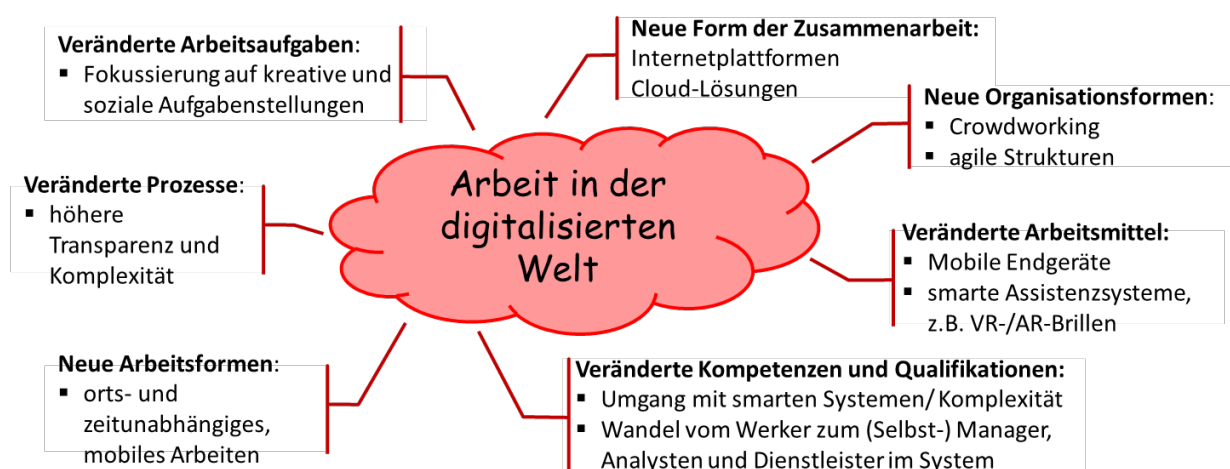 Veränderte Arbeitsaufgaben:
▪ Fokussierung auf kreative und
soziale Aufgabenstellungen
Neue Form der Zusammenarbeit:
Internetplattformen
Cloud-Lösungen
Neue Organisationsformen:
▪ Crowdworking
▪ agile Strukturen
Arbeit in der
digitalisierten
Welt
Veränderte Prozesse:
▪ höhere
Transparenz und
Komplexität
Veränderte Arbeitsmittel:
▪ Mobile Endgeräte
▪ smarte Assistenzsysteme,
z.B. VR-/AR-Brillen
Neue Arbeitsformen:
▪ orts- und
zeitunabhängiges,
mobiles Arbeiten
Veränderte Kompetenzen und Qualifikationen:
▪ Umgang mit smarten Systemen/ Komplexität
▪ Wandel vom Werker zum (Selbst-) Manager,
Analysten und Dienstleister im System